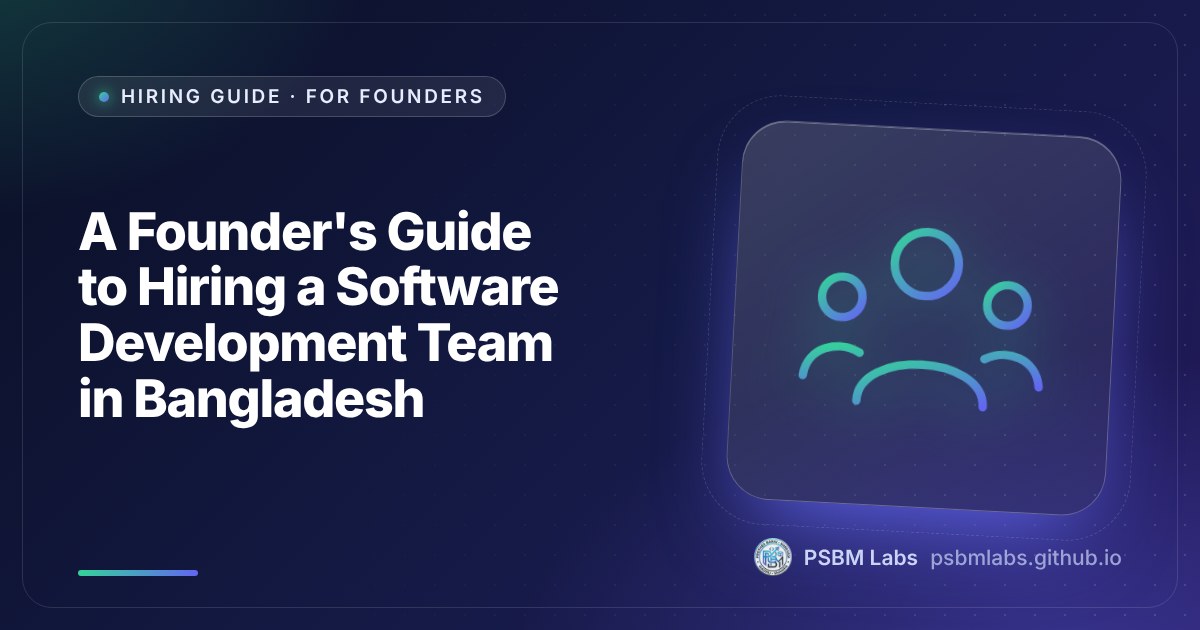 HIRING GUIDE · FOR FOUNDERS
A Founder's Guide
to Hiring a Software
Development Team
in Bangladesh
PSBM Labs psbmlabs.github.io